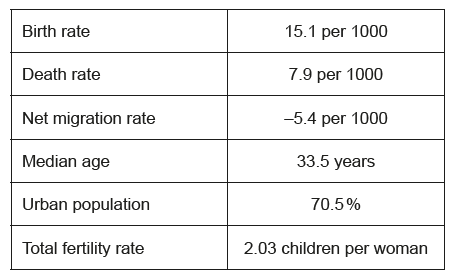 Birth rate 15.1 per 1000
Death rate 7.9 per 1000
Net migration rate –5.4 per 1000
Median age 33.5 years
Urban population 70.5%
Total fertility rate 2.03 children per woman